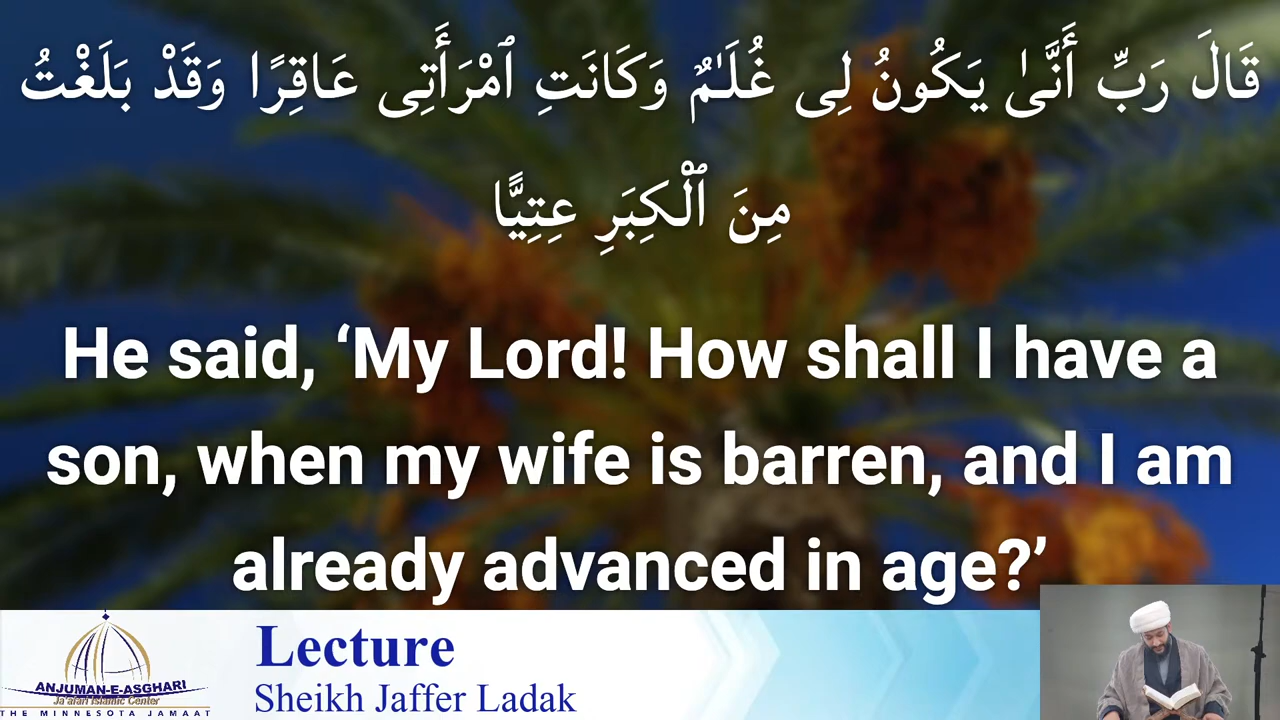 قَالَ رَبِّ أَنَّىٰ يَكُونُ لِى غُلَـٰمٌ وَكَانَتِ ٱمْرَأَتِى عَاقِرًا وَقَدْ بَلَغْتُ
مِنَ ٱلْكِبَرِ عِتِيًّا
He said, ‘My Lord! How shall I have a
son, when my wife is barren, and I am
already advanced in age?’
Lecture
Sheikh Jaffer Ladak
ANJUMAN-E-ASGHARI
Ja'afari Islamic Center
THE MINNESOTA JAMAAT